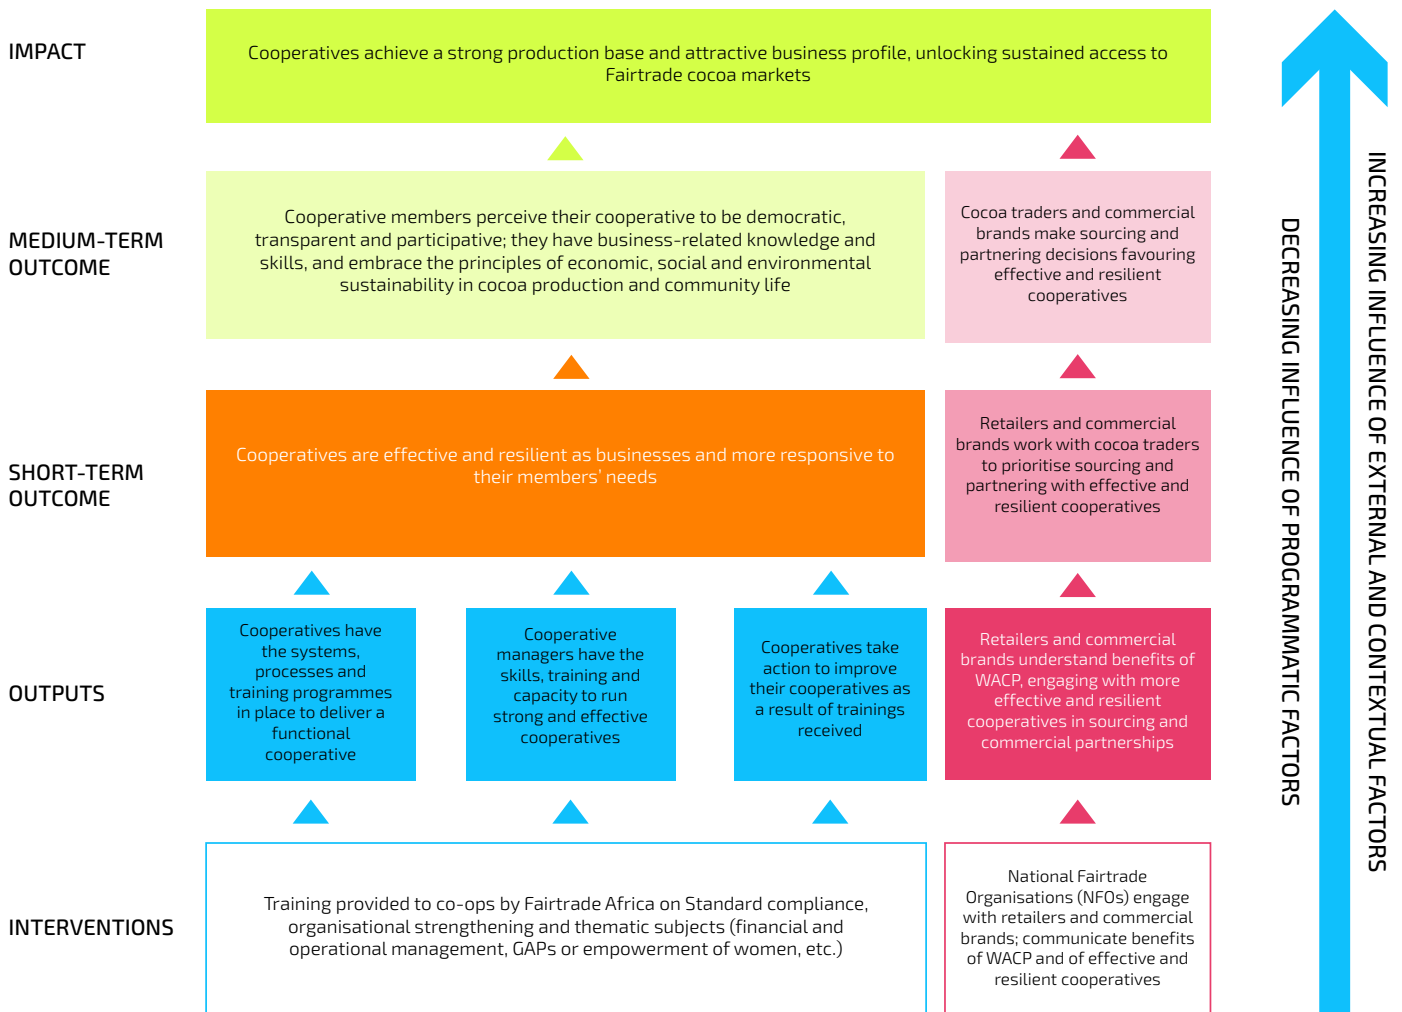 IMPACT
Cooperatives achieve a strong production base and attractive business profile, unlocking sustained access to
Fairtrade cocoa markets
MEDIUM-TERM
OUTCOME
Cooperative members perceive their cooperative to be democratic,
transparent and participative; they have business-related knowledge and
skills, and embrace the principles of economic, social and environmental
sustainability in cocoa production and community life
Cocoa traders and commercial
brands make sourcing and
partnering decisions favouring
effective and resilient
cooperatives
SHORT-TERM
OUTCOME
Cooperatives are effective and resilient as businesses and more responsive to
their members' needs
Retailers and commercial
brands work with cocoa traders
to prioritise sourcing and
partnering with effective and
resilient cooperatives
OUTPUTS
Cooperatives have
the systems,
processes and
training programmes
in place to deliver a
functional
cooperative
Cooperative
managers have the
skills, training and
capacity to run
strong and effective
cooperatives
Cooperatives take
action to improve
their cooperatives as
a result of trainings
received
Retailers and commercial
brands understand benefits of
WACP, engaging with more
effective and resilient
cooperatives in sourcing and
commercial partnerships
INTERVENTIONS
Training provided to co-ops by Fairtrade Africa on Standard compliance,
organisational strengthening and thematic subjects (financial and
operational management, GAPs or empowerment of women, etc.)
National Fairtrade
Organisations (NFOs) engage
with retailers and commercial
brands; communicate benefits
of WACP and of effective and
resilient cooperatives
DECREASING INFLUENCE OF PROGRAMMATIC FACTORS
INCREASING INFLUENCE OF EXTERNAL AND CONTEXTUAL FACTORS